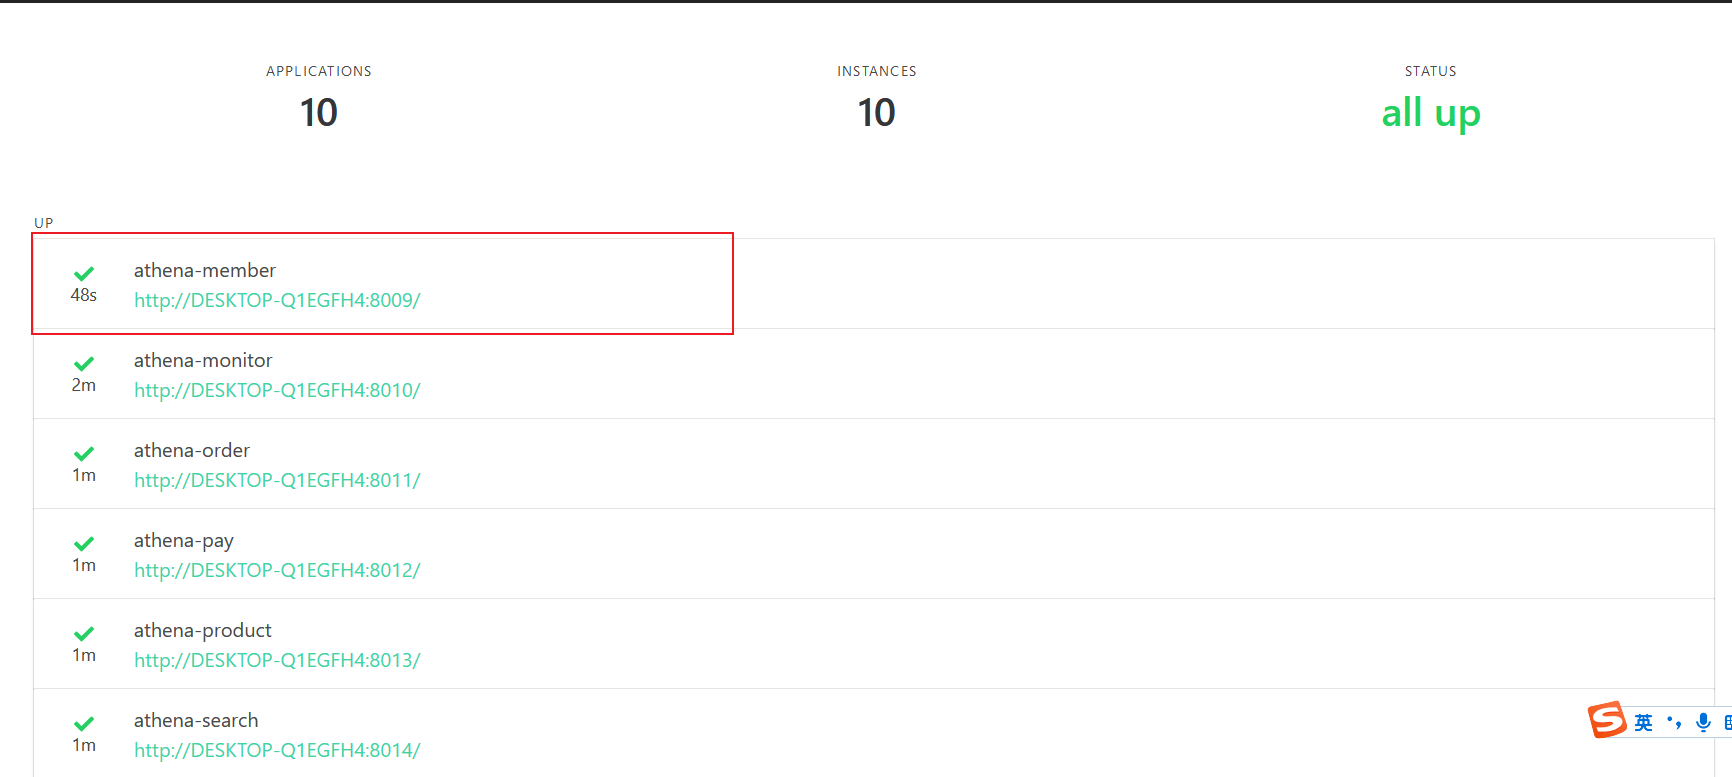 APPLICATIONS
10
INSTANCES
10
STATUS
all up
UP
athena-member
48s
http://DESKTOP-Q1EGFH4:8009/
athena-monitor
2m
http://DESKTOP-Q1EGFH4:8010/
athena-order
1m
http://DESKTOP-Q1EGFH4:8011/
athena-pay
1m
http://DESKTOP-Q1EGFH4:8012/
athena-product
1m
http://DESKTOP-Q1EGFH4:8013/
athena-search
1m
http://DESKTOP-Q1EGFH4:8014/
S 英